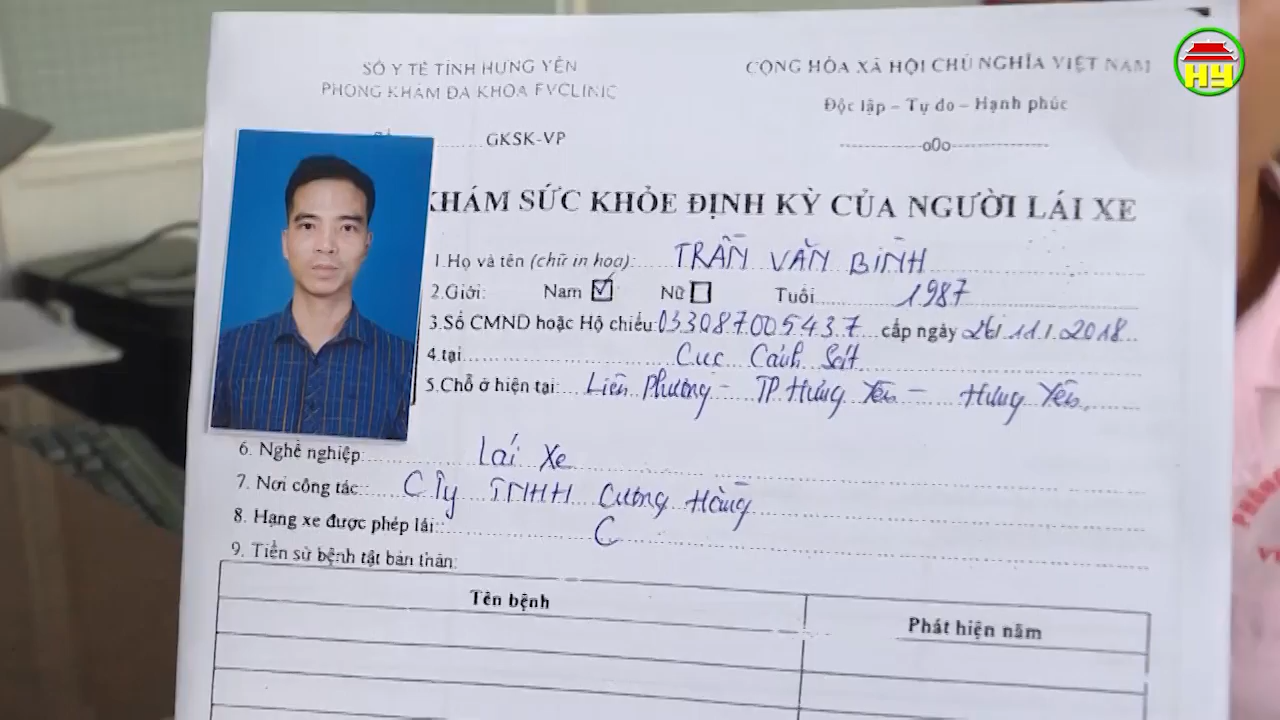 HY
SỞ Y TẾ TỈNH HƯNG YÊN
PHÒNG KHÁM ĐA KHOA FVCLINIC
CỘNG HÒA XÃ HỘI CHỦ NGHĨA VIỆT NAM
Độc lập – Tự do – Hạnh phúc
GKSK-VP
----------o0o----------
KHÁM SỨC KHỎE ĐỊNH KỲ CỦA NGƯỜI LÁI XE
1.Họ và tên (chữ in hoa): TRẦN VĂN BÌNH
2.Giới: Nam ☑ Nữ ☐ Tuổi 1987
3.Số CMND hoặc Hộ chiếu: 033087005437 cấp ngày 26/11/2018
4.tại Cục Cảnh Sát
5.Chỗ ở hiện tại: Liên Phương - TP Hưng Yên - Hưng Yên
6. Nghề nghiệp: Lái Xe
7. Nơi công tác: C Ty TNHH Cương Hằng
8. Hạng xe được phép lái: C
9. Tiền sử bệnh tật bản thân:
Tên bệnh Phát hiện năm